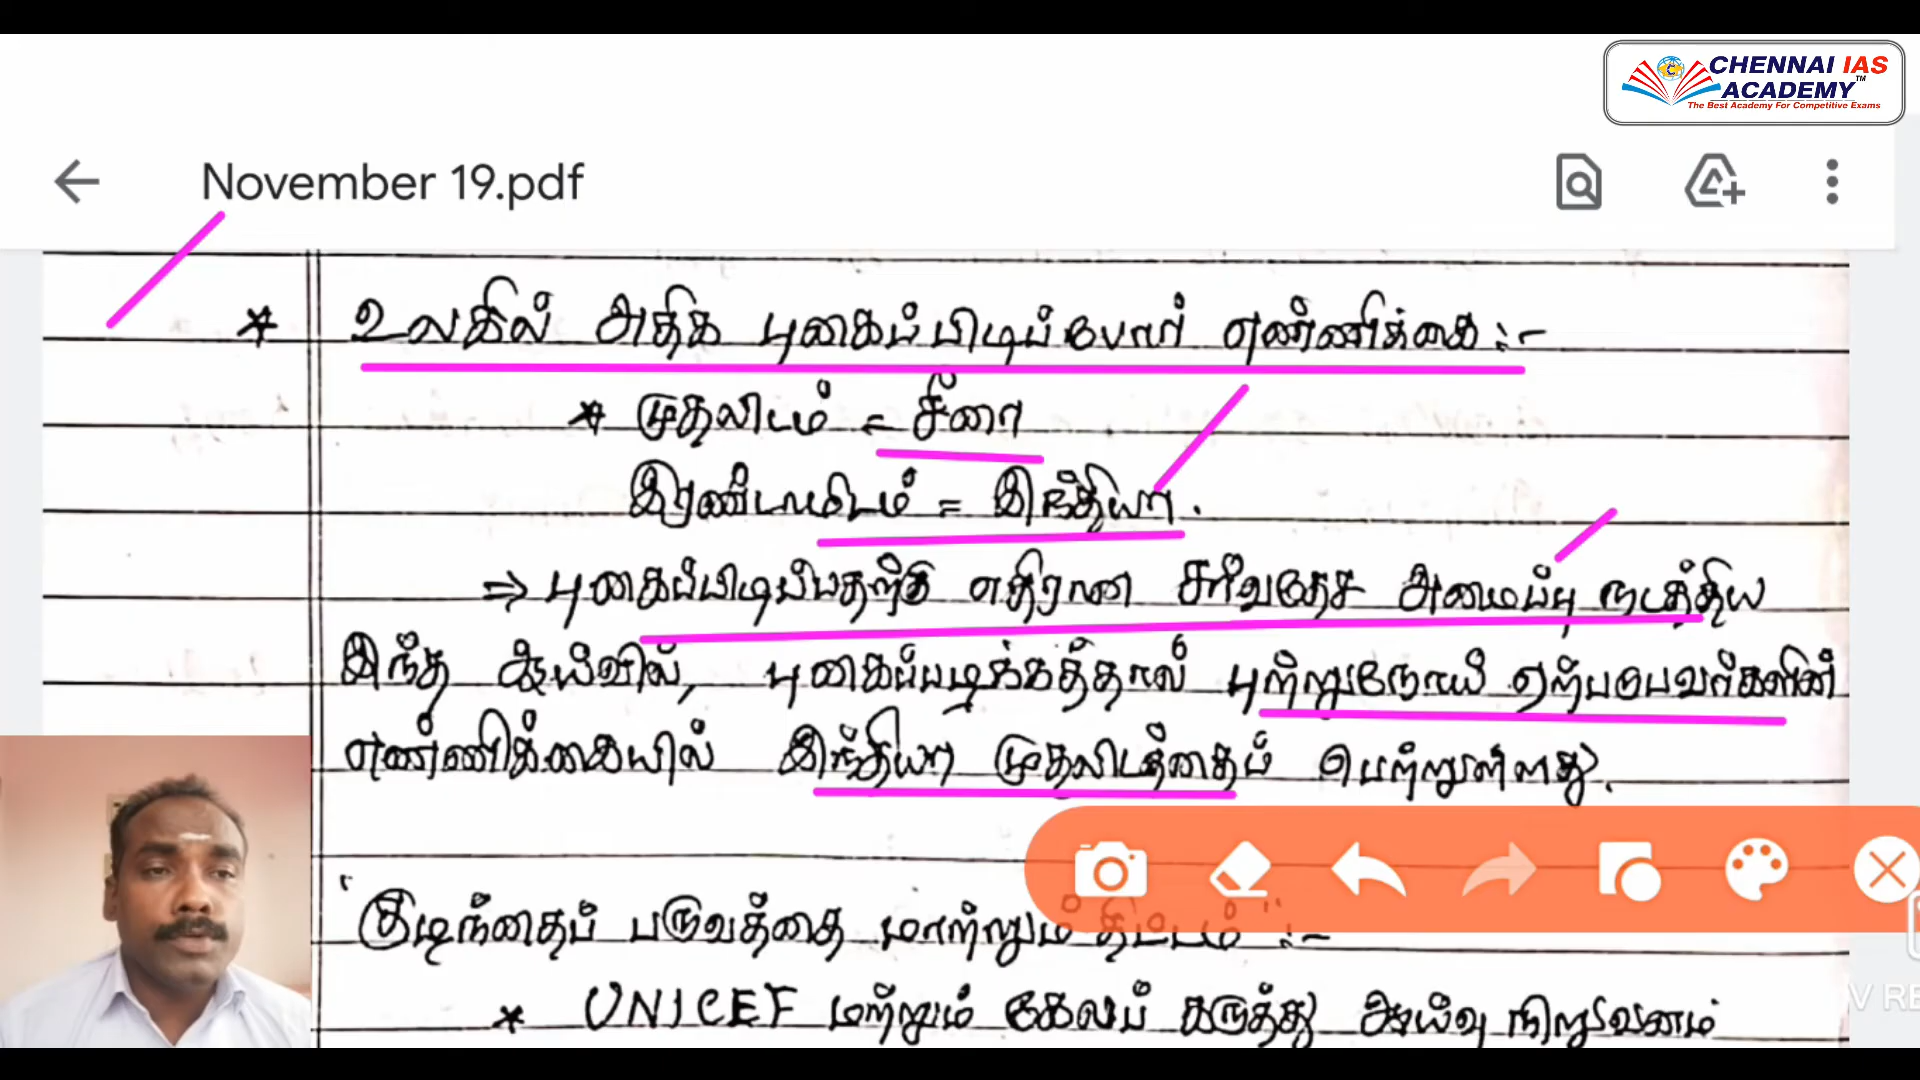 CHENNAI IAS
ACADEMY™
The Best Academy For Competitive Exams
November 19.pdf
* உலகில் அதிக புகைப்பிடிப்போர் எண்ணிக்கை :-
* முதலிடம் = சீனா
இரண்டாமிடம் = இந்தியா.
⇒ புகைப்பிடிப்பதற்கு எதிரான சர்வதேச அமைப்பு நடத்திய
இந்த ஆய்வில், புகைப்பழக்கத்தால் புற்றுநோய் ஏற்படுபவர்களின்
எண்ணிக்கையில் இந்தியா முதலிடத்தைப் பெற்றுள்ளது.
"குழந்தைப் பருவத்தை மாற்றும் திட்டம்" :-
* UNICEF மற்றும் கேலப் கருத்து ஆய்வு நிறுவனம்